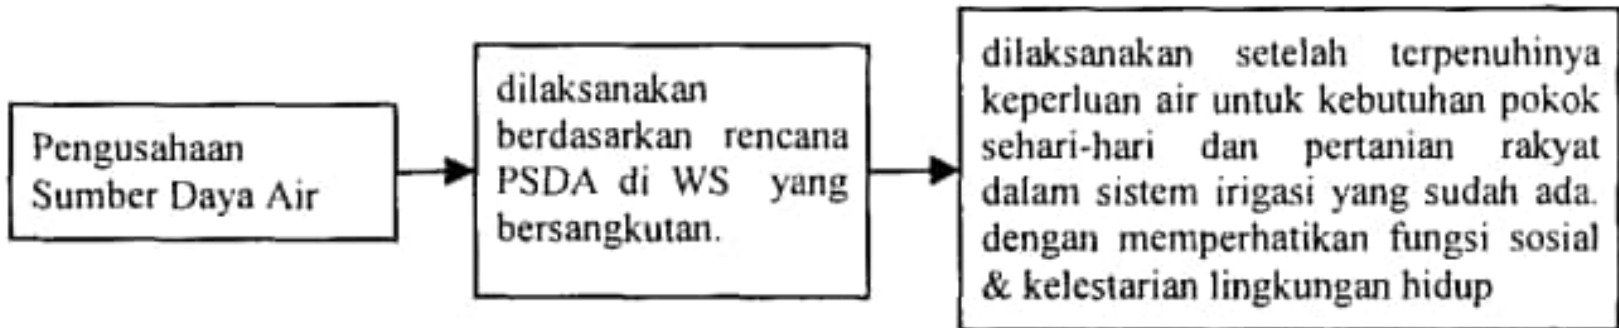 Pengusahaan
Sumber Daya Air
dilaksanakan
berdasarkan rencana
PSDA di WS yang
bersangkutan.
dilaksanakan setelah terpenuhinya
keperluan air untuk kebutuhan pokok
sehari-hari dan pertanian rakyat
dalam sistem irigasi yang sudah ada.
dengan memperhatikan fungsi sosial
& kelestarian lingkungan hidup